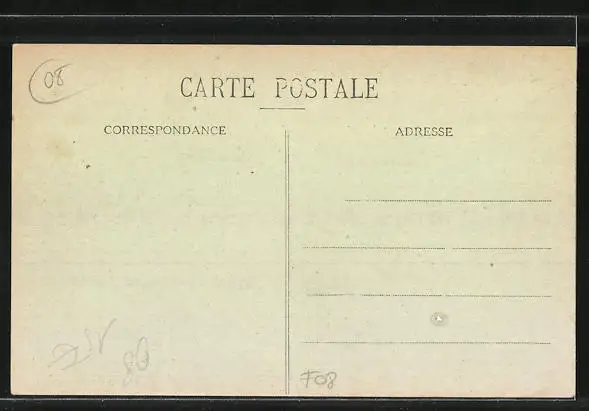 08
CARTE POSTALE
CORRESPONDANCE
ADRESSE
F08